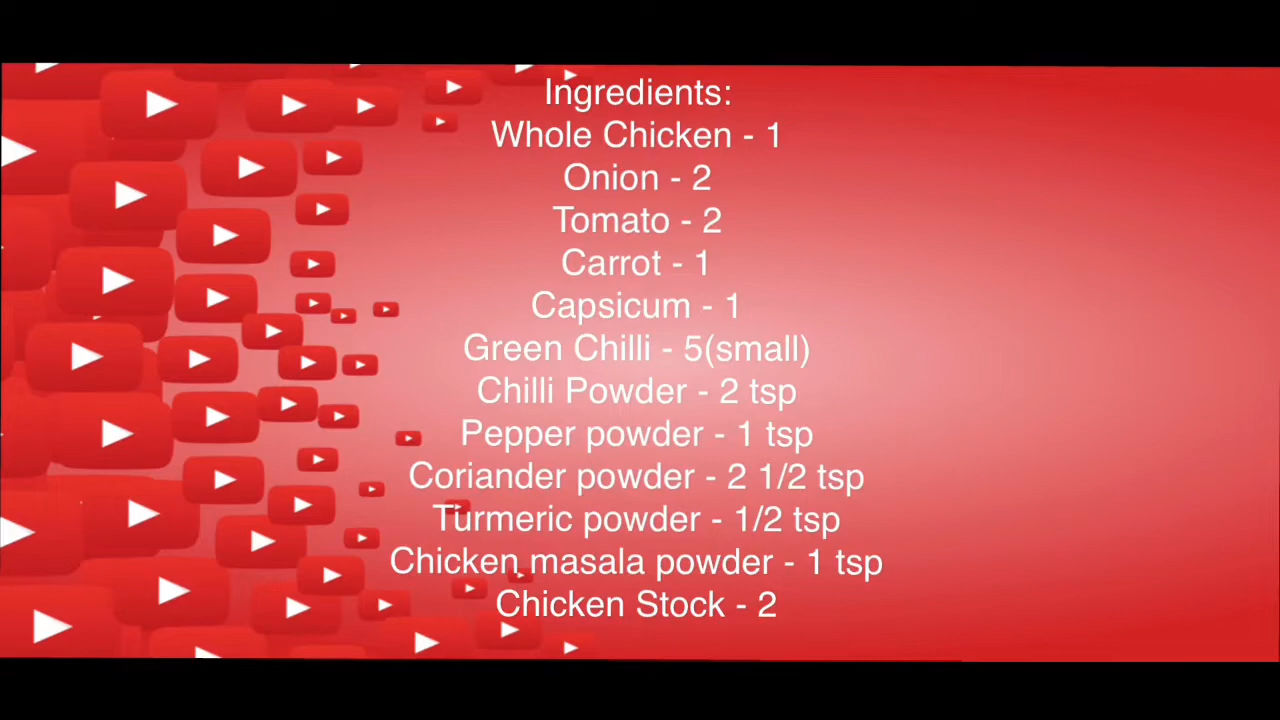 Ingredients:
Whole Chicken - 1
Onion - 2
Tomato - 2
Carrot - 1
Capsicum - 1
Green Chilli - 5(small)
Chilli Powder - 2 tsp
Pepper powder - 1 tsp
Coriander powder - 2 1/2 tsp
Turmeric powder - 1/2 tsp
Chicken masala powder - 1 tsp
Chicken Stock - 2